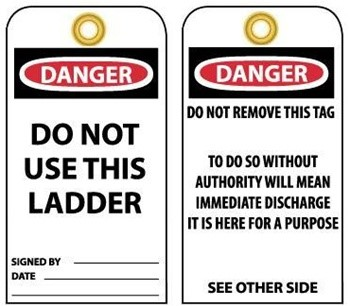 DANGER
DO NOT
USE THIS
LADDER
SIGNED BY
DATE
DANGER
DO NOT REMOVE THIS TAG
TO DO SO WITHOUT
AUTHORITY WILL MEAN
IMMEDIATE DISCHARGE
IT IS HERE FOR A PURPOSE
SEE OTHER SIDE